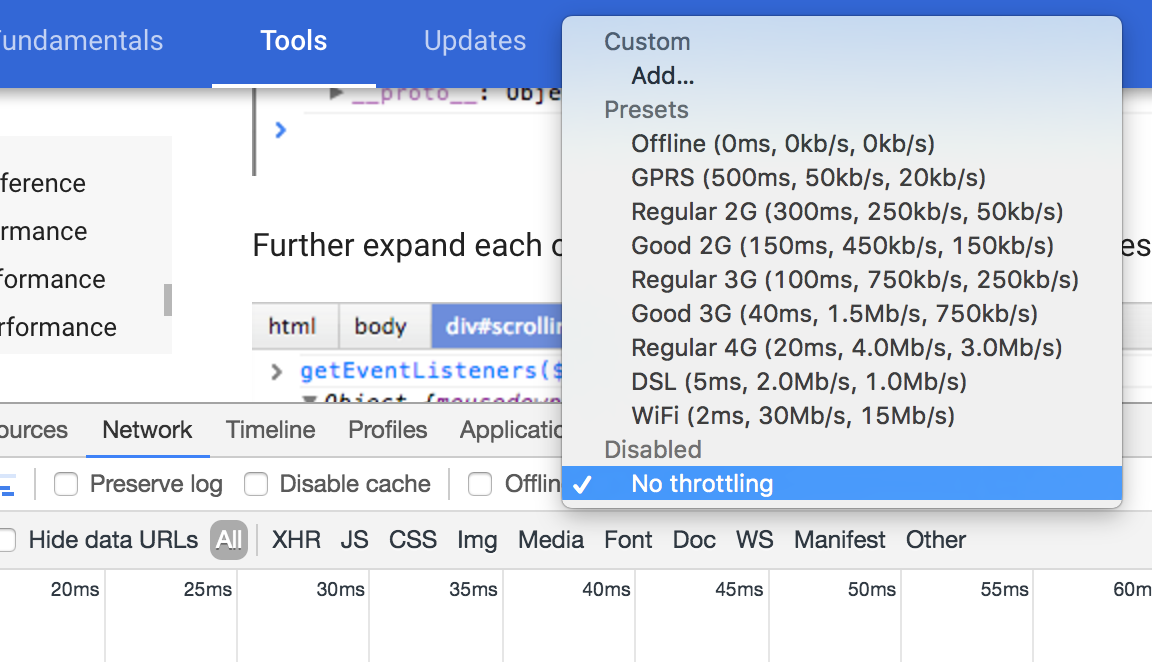 Tools
Updates
Custom
Add...
Presets
Offline (0ms, 0kb/s, 0kb/s)
GPRS (500ms, 50kb/s, 20kb/s)
Regular 2G (300ms, 250kb/s, 50kb/s)
Good 2G (150ms, 450kb/s, 150kb/s)
Regular 3G (100ms, 750kb/s, 250kb/s)
Good 3G (40ms, 1.5Mb/s, 750kb/s)
Regular 4G (20ms, 4.0Mb/s, 3.0Mb/s)
DSL (5ms, 2.0Mb/s, 1.0Mb/s)
WiFi (2ms, 30Mb/s, 15Mb/s)
Disabled
No throttling
undamentals
__proto__: Obje
ference
rmance
formance
rformance
Further expand each
es
html body div#scrollin
getEventListeners($
Object {mousedown
ources Network Timeline Profiles Applicatio
Preserve log Disable cache Offlin
Hide data URLs All XHR JS CSS Img Media Font Doc WS Manifest Other
20ms 25ms 30ms 35ms 40ms 45ms 50ms 55ms 60m